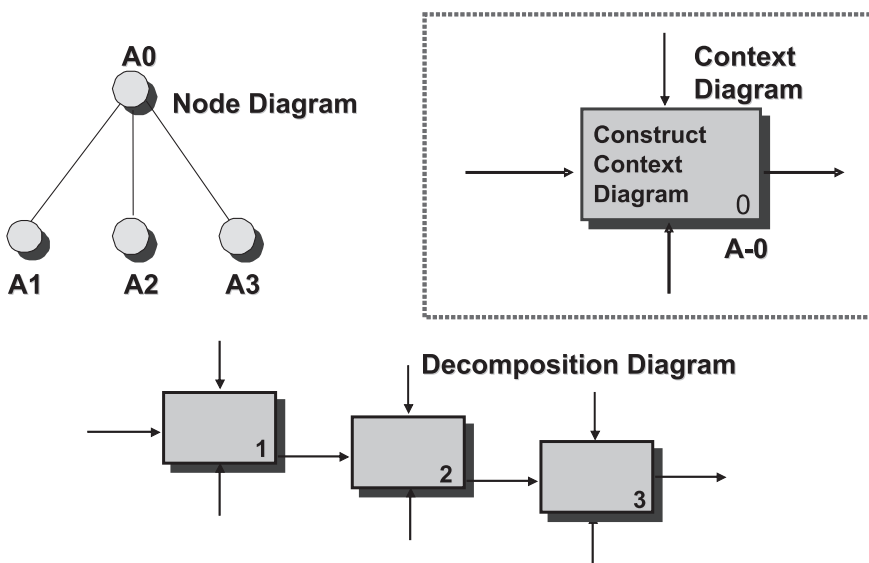 A0
Node Diagram
A1
A2
A3
Context
Diagram
Construct
Context
Diagram
0
A-0
Decomposition Diagram
1
2
3